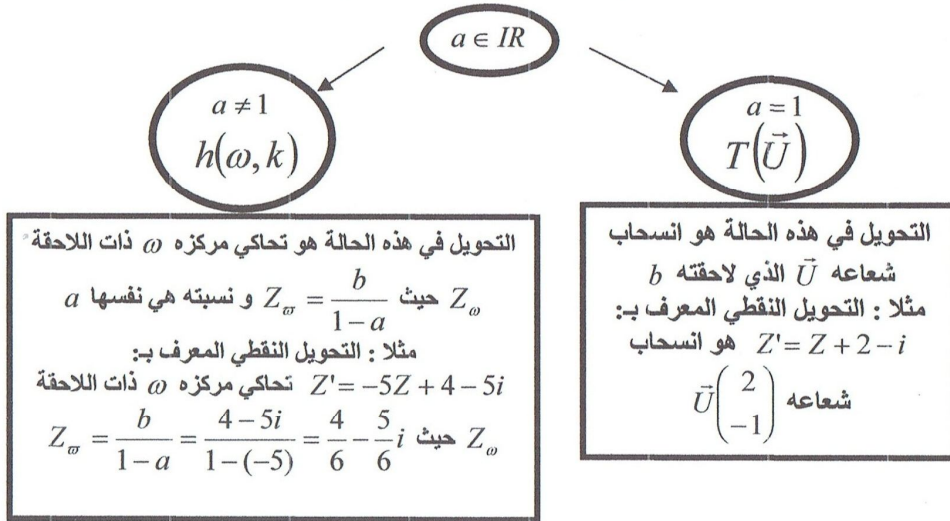 a ∈ IR
a ≠ 1
h(ω, k)
التحويل في هذه الحالة هو تحاكي مركزه ω ذات اللاحقة
Z_ω حيث Z_ϖ = b/(1 − a) و نسبته هي نفسها a
مثلا : التحويل النقطي المعرف بـ:
Z' = −5Z + 4 − 5i تحاكي مركزه ω ذات اللاحقة
Z_ω حيث Z_ϖ = b/(1 − a) = (4 − 5i)/(1 − (−5)) = 4/6 − 5/6 i
a = 1
T(U⃗)
التحويل في هذه الحالة هو انسحاب
شعاعه U⃗ الذي لاحقته b
مثلا : التحويل النقطي المعرف بـ:
Z' = Z + 2 − i هو انسحاب
شعاعه U⃗(2 −1)